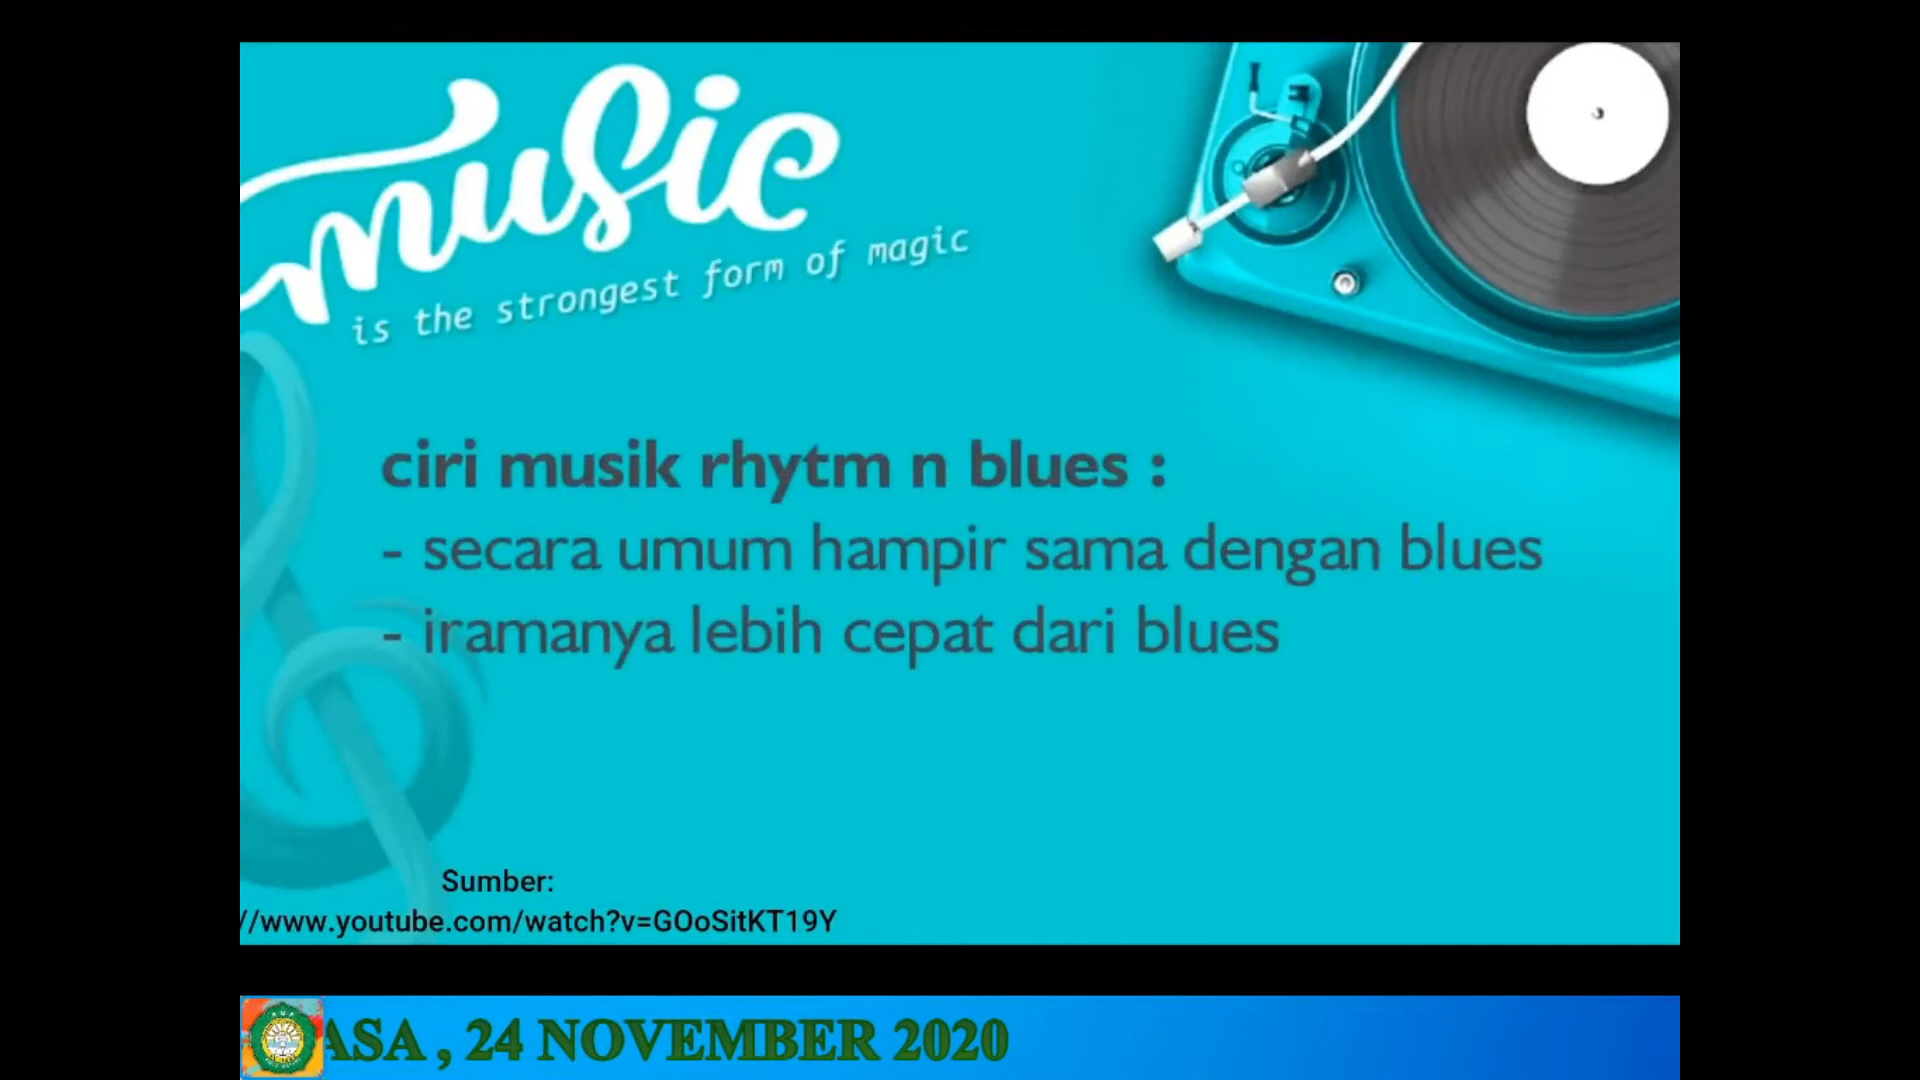 music
is the strongest form of magic
ciri musik rhytm n blues :
- secara umum hampir sama dengan blues
- iramanya lebih cepat dari blues
Sumber:
//www.youtube.com/watch?v=GOoSitKT19Y
ASA , 24 NOVEMBER 2020